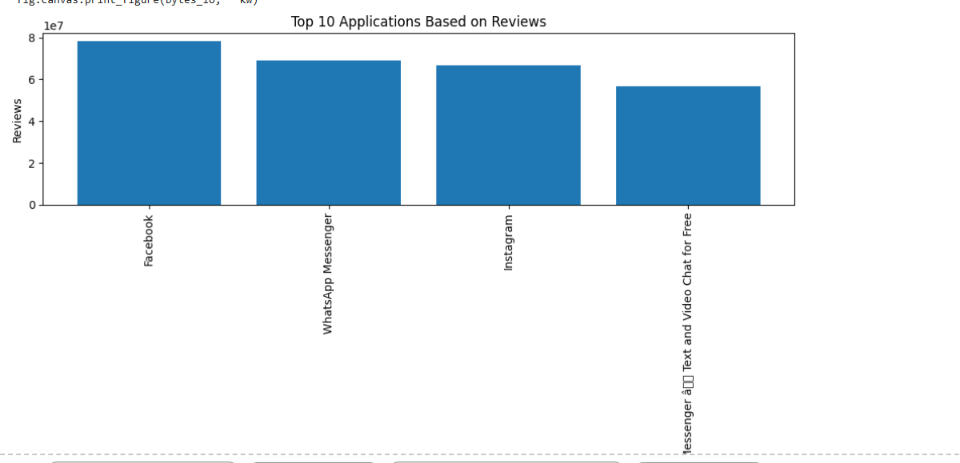 fig.canvas.print_figure(bytes_io, **kw)
Top 10 Applications Based on Reviews
1e7
8
6
4
2
0
Reviews
Facebook
WhatsApp Messenger
Instagram
Messenger â Text and Video Chat for Free